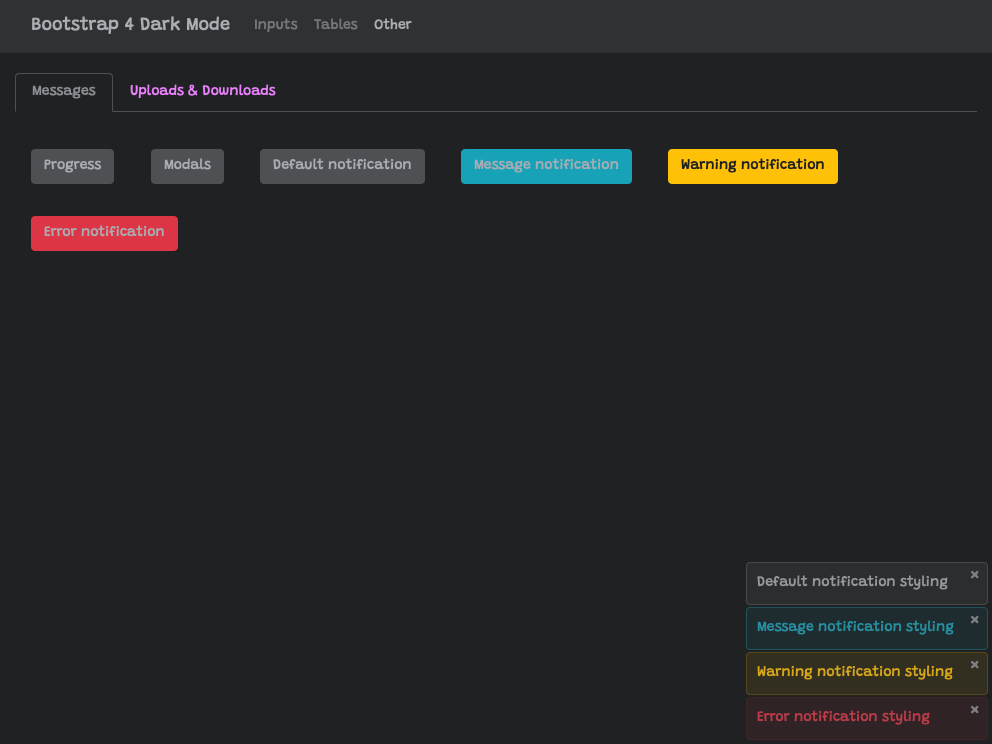 Bootstrap 4 Dark Mode Inputs Tables Other
Messages Uploads & Downloads
Progress Modals Default notification Message notification Warning notification
Error notification
Default notification styling ×
Message notification styling ×
Warning notification styling ×
Error notification styling ×